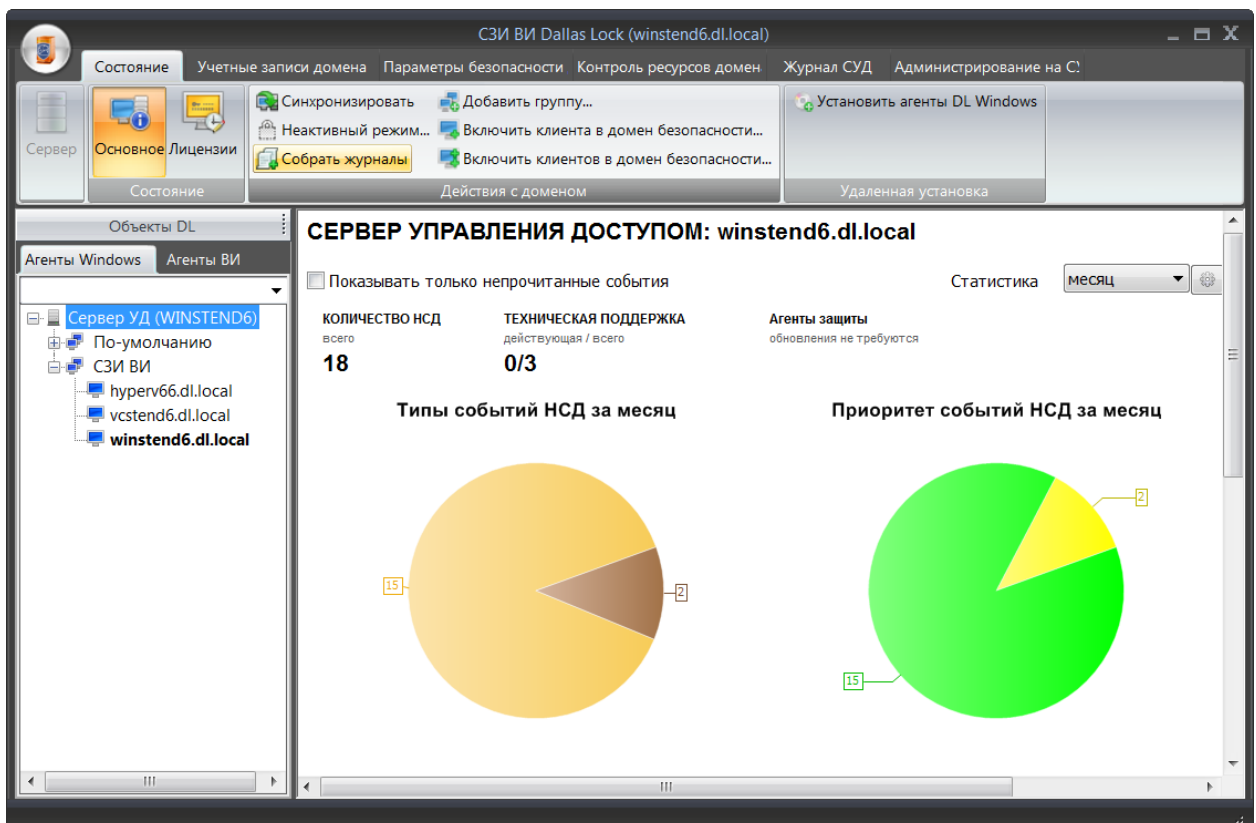 СЗИ ВИ Dallas Lock (winstend6.dl.local)
Состояние Учетные записи домена Параметры безопасности Контроль ресурсов домен Журнал СУД Администрирование на С
Сервер
Основное
Лицензии
Состояние
Синхронизировать
Неактивный режим...
Собрать журналы
Добавить группу...
Включить клиента в домен безопасности...
Включить клиентов в домен безопасности...
Действия с доменом
Установить агенты DL Windows
Удаленная установка
Объекты DL
Агенты Windows Агенты ВИ
Сервер УД (WINSTEND6)
По-умолчанию
СЗИ ВИ
hyperv66.dl.local
vcstend6.dl.local
winstend6.dl.local
СЕРВЕР УПРАВЛЕНИЯ ДОСТУПОМ: winstend6.dl.local
Показывать только непрочитанные события
Статистика месяц
КОЛИЧЕСТВО НСД
всего
18
ТЕХНИЧЕСКАЯ ПОДДЕРЖКА
действующая / всего
0/3
Агенты защиты
обновления не требуются
Типы событий НСД за месяц
15
2
Приоритет событий НСД за месяц
2
15